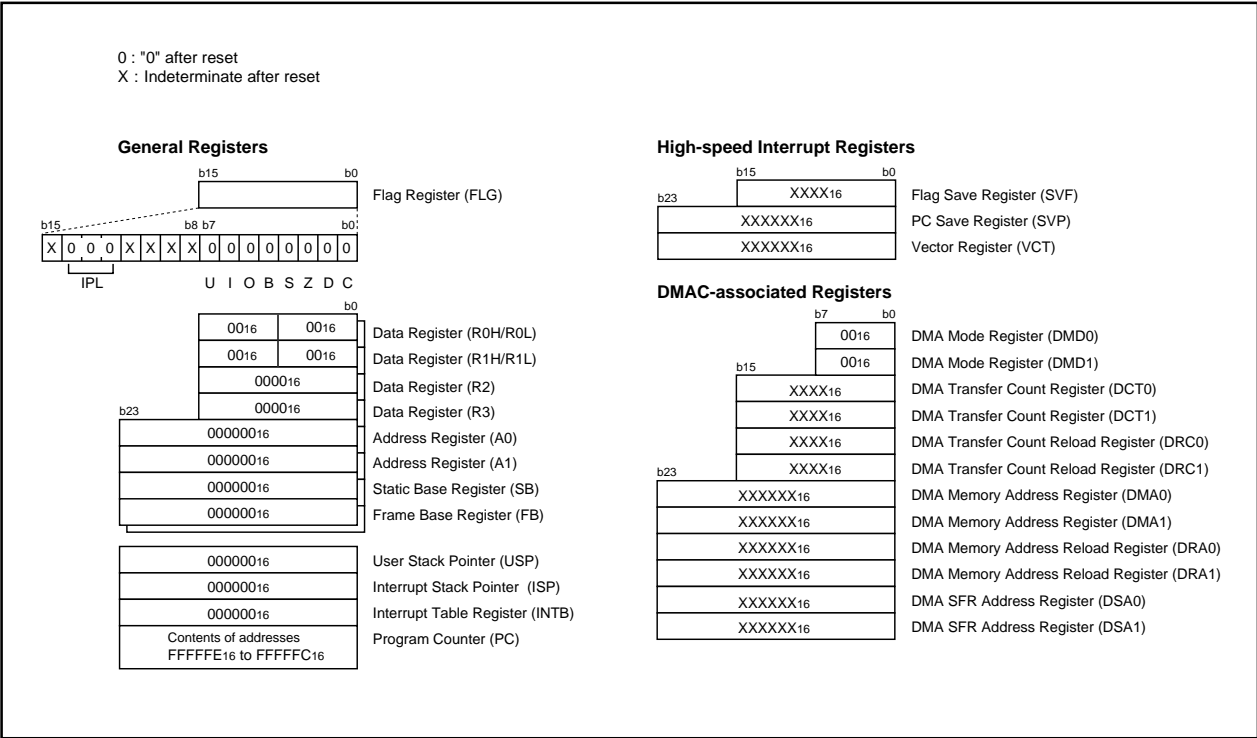 0 : "0" after reset
X : Indeterminate after reset
General Registers
b15 b0
Flag Register (FLG)
b15 b8 b7 b0
X 0 0 0 X X X X 0 0 0 0 0 0 0 0
IPL U I O B S Z D C
b0
0016 0016 Data Register (R0H/R0L)
0016 0016 Data Register (R1H/R1L)
000016 Data Register (R2)
b23 000016 Data Register (R3)
00000016 Address Register (A0)
00000016 Address Register (A1)
00000016 Static Base Register (SB)
00000016 Frame Base Register (FB)
00000016 User Stack Pointer (USP)
00000016 Interrupt Stack Pointer (ISP)
00000016 Interrupt Table Register (INTB)
Contents of addresses Program Counter (PC)
FFFFFE16 to FFFFFC16
High-speed Interrupt Registers
b15 b0
b23 XXXX16 Flag Save Register (SVF)
XXXXXX16 PC Save Register (SVP)
XXXXXX16 Vector Register (VCT)
DMAC-associated Registers
b7 b0
0016 DMA Mode Register (DMD0)
b15 0016 DMA Mode Register (DMD1)
XXXX16 DMA Transfer Count Register (DCT0)
XXXX16 DMA Transfer Count Register (DCT1)
XXXX16 DMA Transfer Count Reload Register (DRC0)
b23 XXXX16 DMA Transfer Count Reload Register (DRC1)
XXXXXX16 DMA Memory Address Register (DMA0)
XXXXXX16 DMA Memory Address Register (DMA1)
XXXXXX16 DMA Memory Address Reload Register (DRA0)
XXXXXX16 DMA Memory Address Reload Register (DRA1)
XXXXXX16 DMA SFR Address Register (DSA0)
XXXXXX16 DMA SFR Address Register (DSA1)